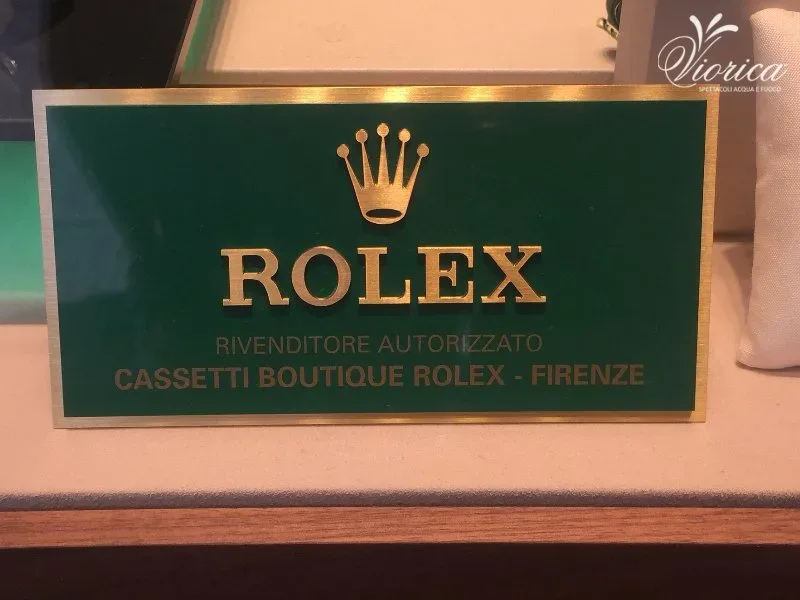 Viorica
SPETTACOLI ACQUA E FUOCO
ROLEX
RIVENDITORE AUTORIZZATO
CASSETTI BOUTIQUE ROLEX - FIRENZE